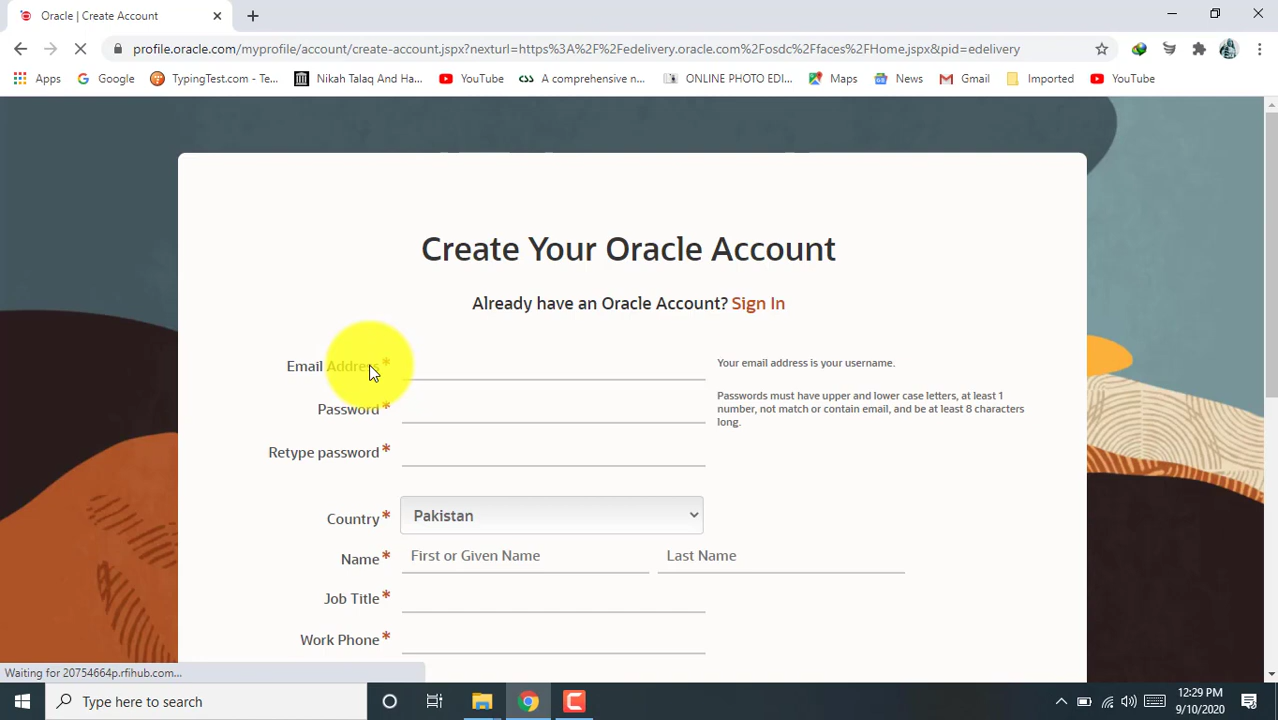 Oracle | Create Account
profile.oracle.com/myprofile/account/create-account.jspx?nexturl=https%3A%2F%2Fedelivery.oracle.com%2Fosdc%2Ffaces%2FHome.jspx&pid=edelivery
Apps Google TypingTest.com - Te... Nikah Talaq And Ha... YouTube A comprehensive n... ONLINE PHOTO EDI... Maps News Gmail Imported YouTube
Create Your Oracle Account
Already have an Oracle Account? Sign In
Email Address*
Your email address is your username.
Password*
Passwords must have upper and lower case letters, at least 1
number, not match or contain email, and be at least 8 characters
long.
Retype password*
Country* Pakistan
Name* First or Given Name Last Name
Job Title*
Work Phone*
Waiting for 20754664p.rfihub.com...
Type here to search
12:29 PM
9/10/2020